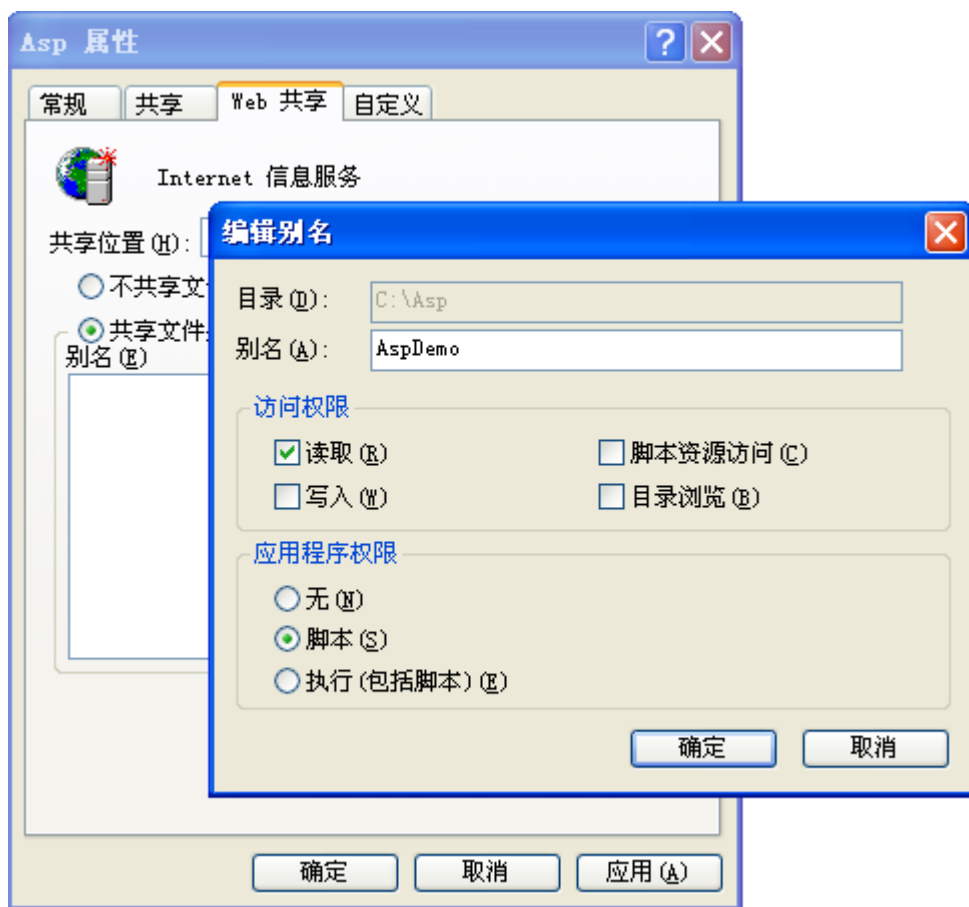 Asp 属性
常规 共享 Web 共享 自定义
Internet 信息服务
共享位置(H):
不共享文
共享文件
别名(E)
编辑别名
目录(D): C:\Asp
别名(A): AspDemo
访问权限
读取(R) 脚本资源访问(C)
写入(W) 目录浏览(B)
应用程序权限
无(N)
脚本(S)
执行(包括脚本)(E)
确定 取消
确定 取消 应用(A)